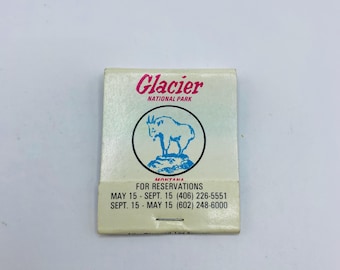 Glacier
NATIONAL PARK
MONTANA
FOR RESERVATIONS
MAY 15 - SEPT. 15 (406) 226-5551
SEPT. 15 - MAY 15 (602) 248-6000